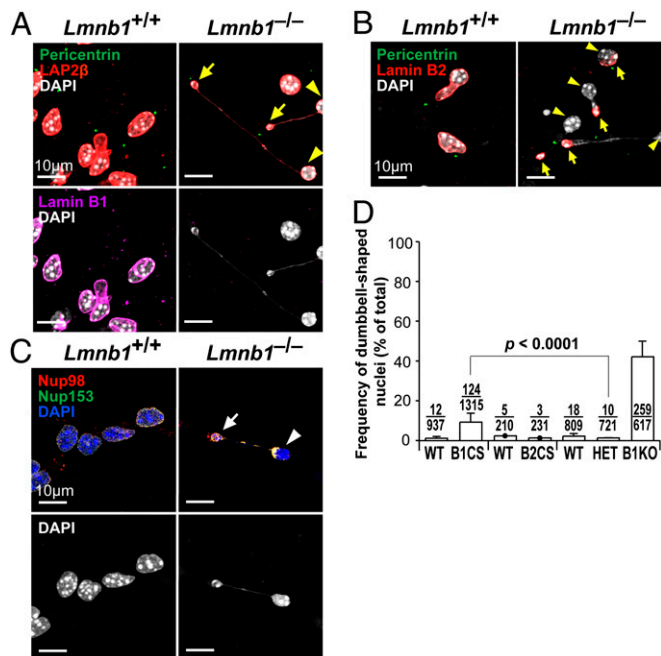 A
Lmnb1+/+ Lmnb1–/–
Pericentrin
LAP2β
DAPI
10μm
Lamin B1
DAPI
B
Lmnb1+/+ Lmnb1–/–
Pericentrin
Lamin B2
DAPI
10μm
C
Lmnb1+/+ Lmnb1–/–
Nup98
Nup153
DAPI
10μm
DAPI
D
Frequency of dumbbell-shaped
nuclei (% of total)
100
80
60
40
20
0
p < 0.0001
12 124 5 3 18 10 259
937 1315 210 231 809 721 617
WT B1CS WT B2CS WT HET B1KO